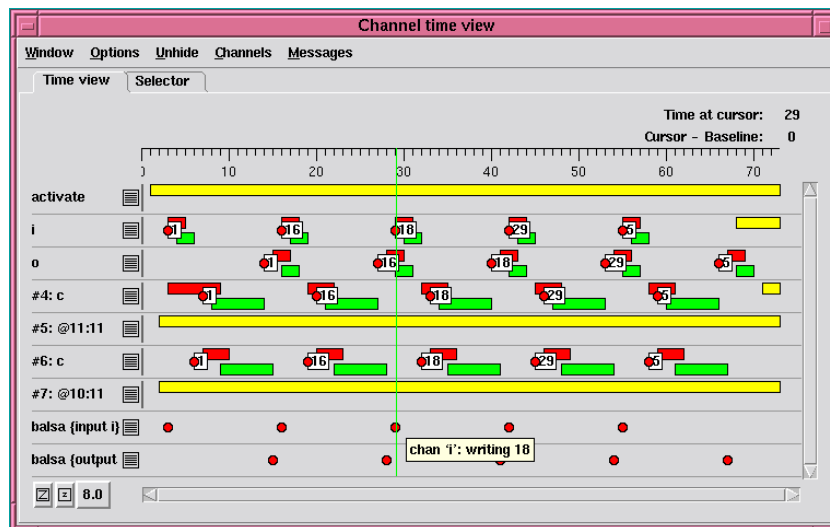 Channel time view
Window Options Unhide Channels Messages
Time view Selector
Time at cursor: 29
Cursor - Baseline: 0
0 10 20 30 40 50 60 70
activate
i 1 16 18 29 5
o 1 16 18 29 5
#4: c 1 16 18 29 5
#5: @11:11
#6: c 1 16 18 29 5
#7: @10:11
balsa {input i}
chan 'i': writing 18
balsa {output
Z z 8.0